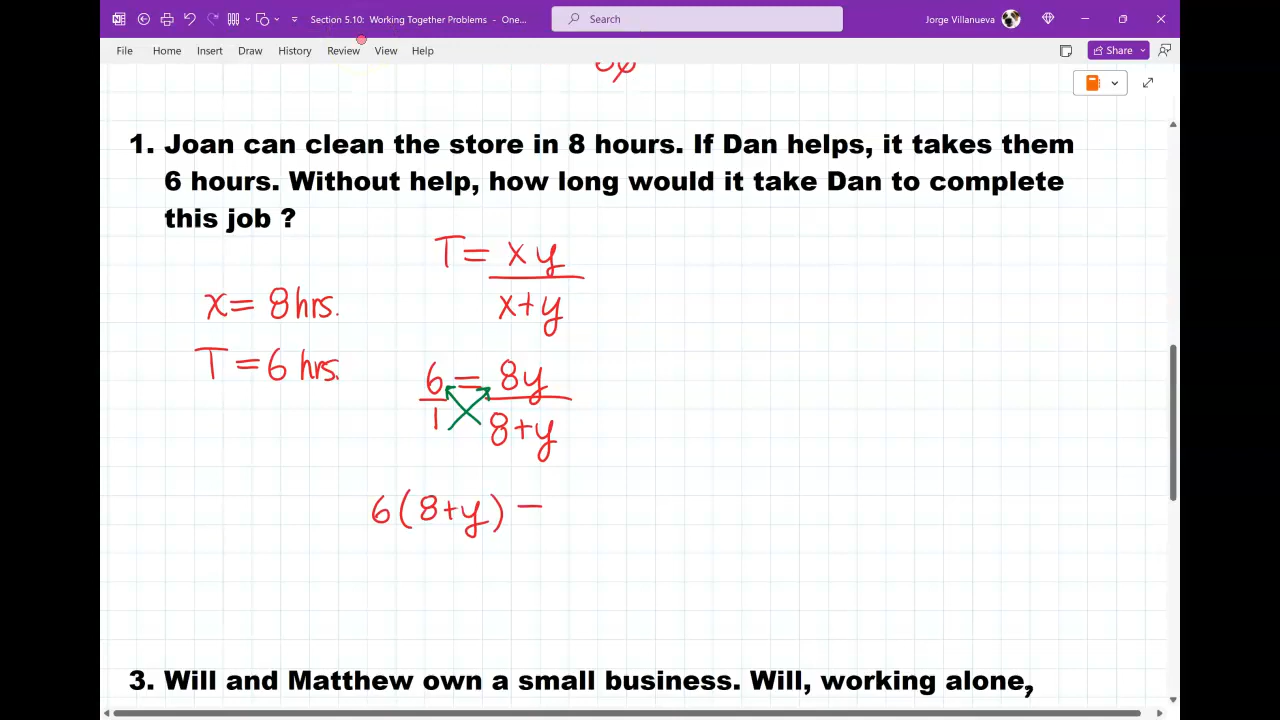 Section 5.10: Working Together Problems - One...
Search
Jorge Villanueva
File Home Insert Draw History Review View Help
Share
1. Joan can clean the store in 8 hours. If Dan helps, it takes them
6 hours. Without help, how long would it take Dan to complete
this job ?
T = xy
x+y
x = 8 hrs.
T = 6 hrs.
6 = 8y
1 8+y
6(8+y) -
3. Will and Matthew own a small business. Will, working alone,